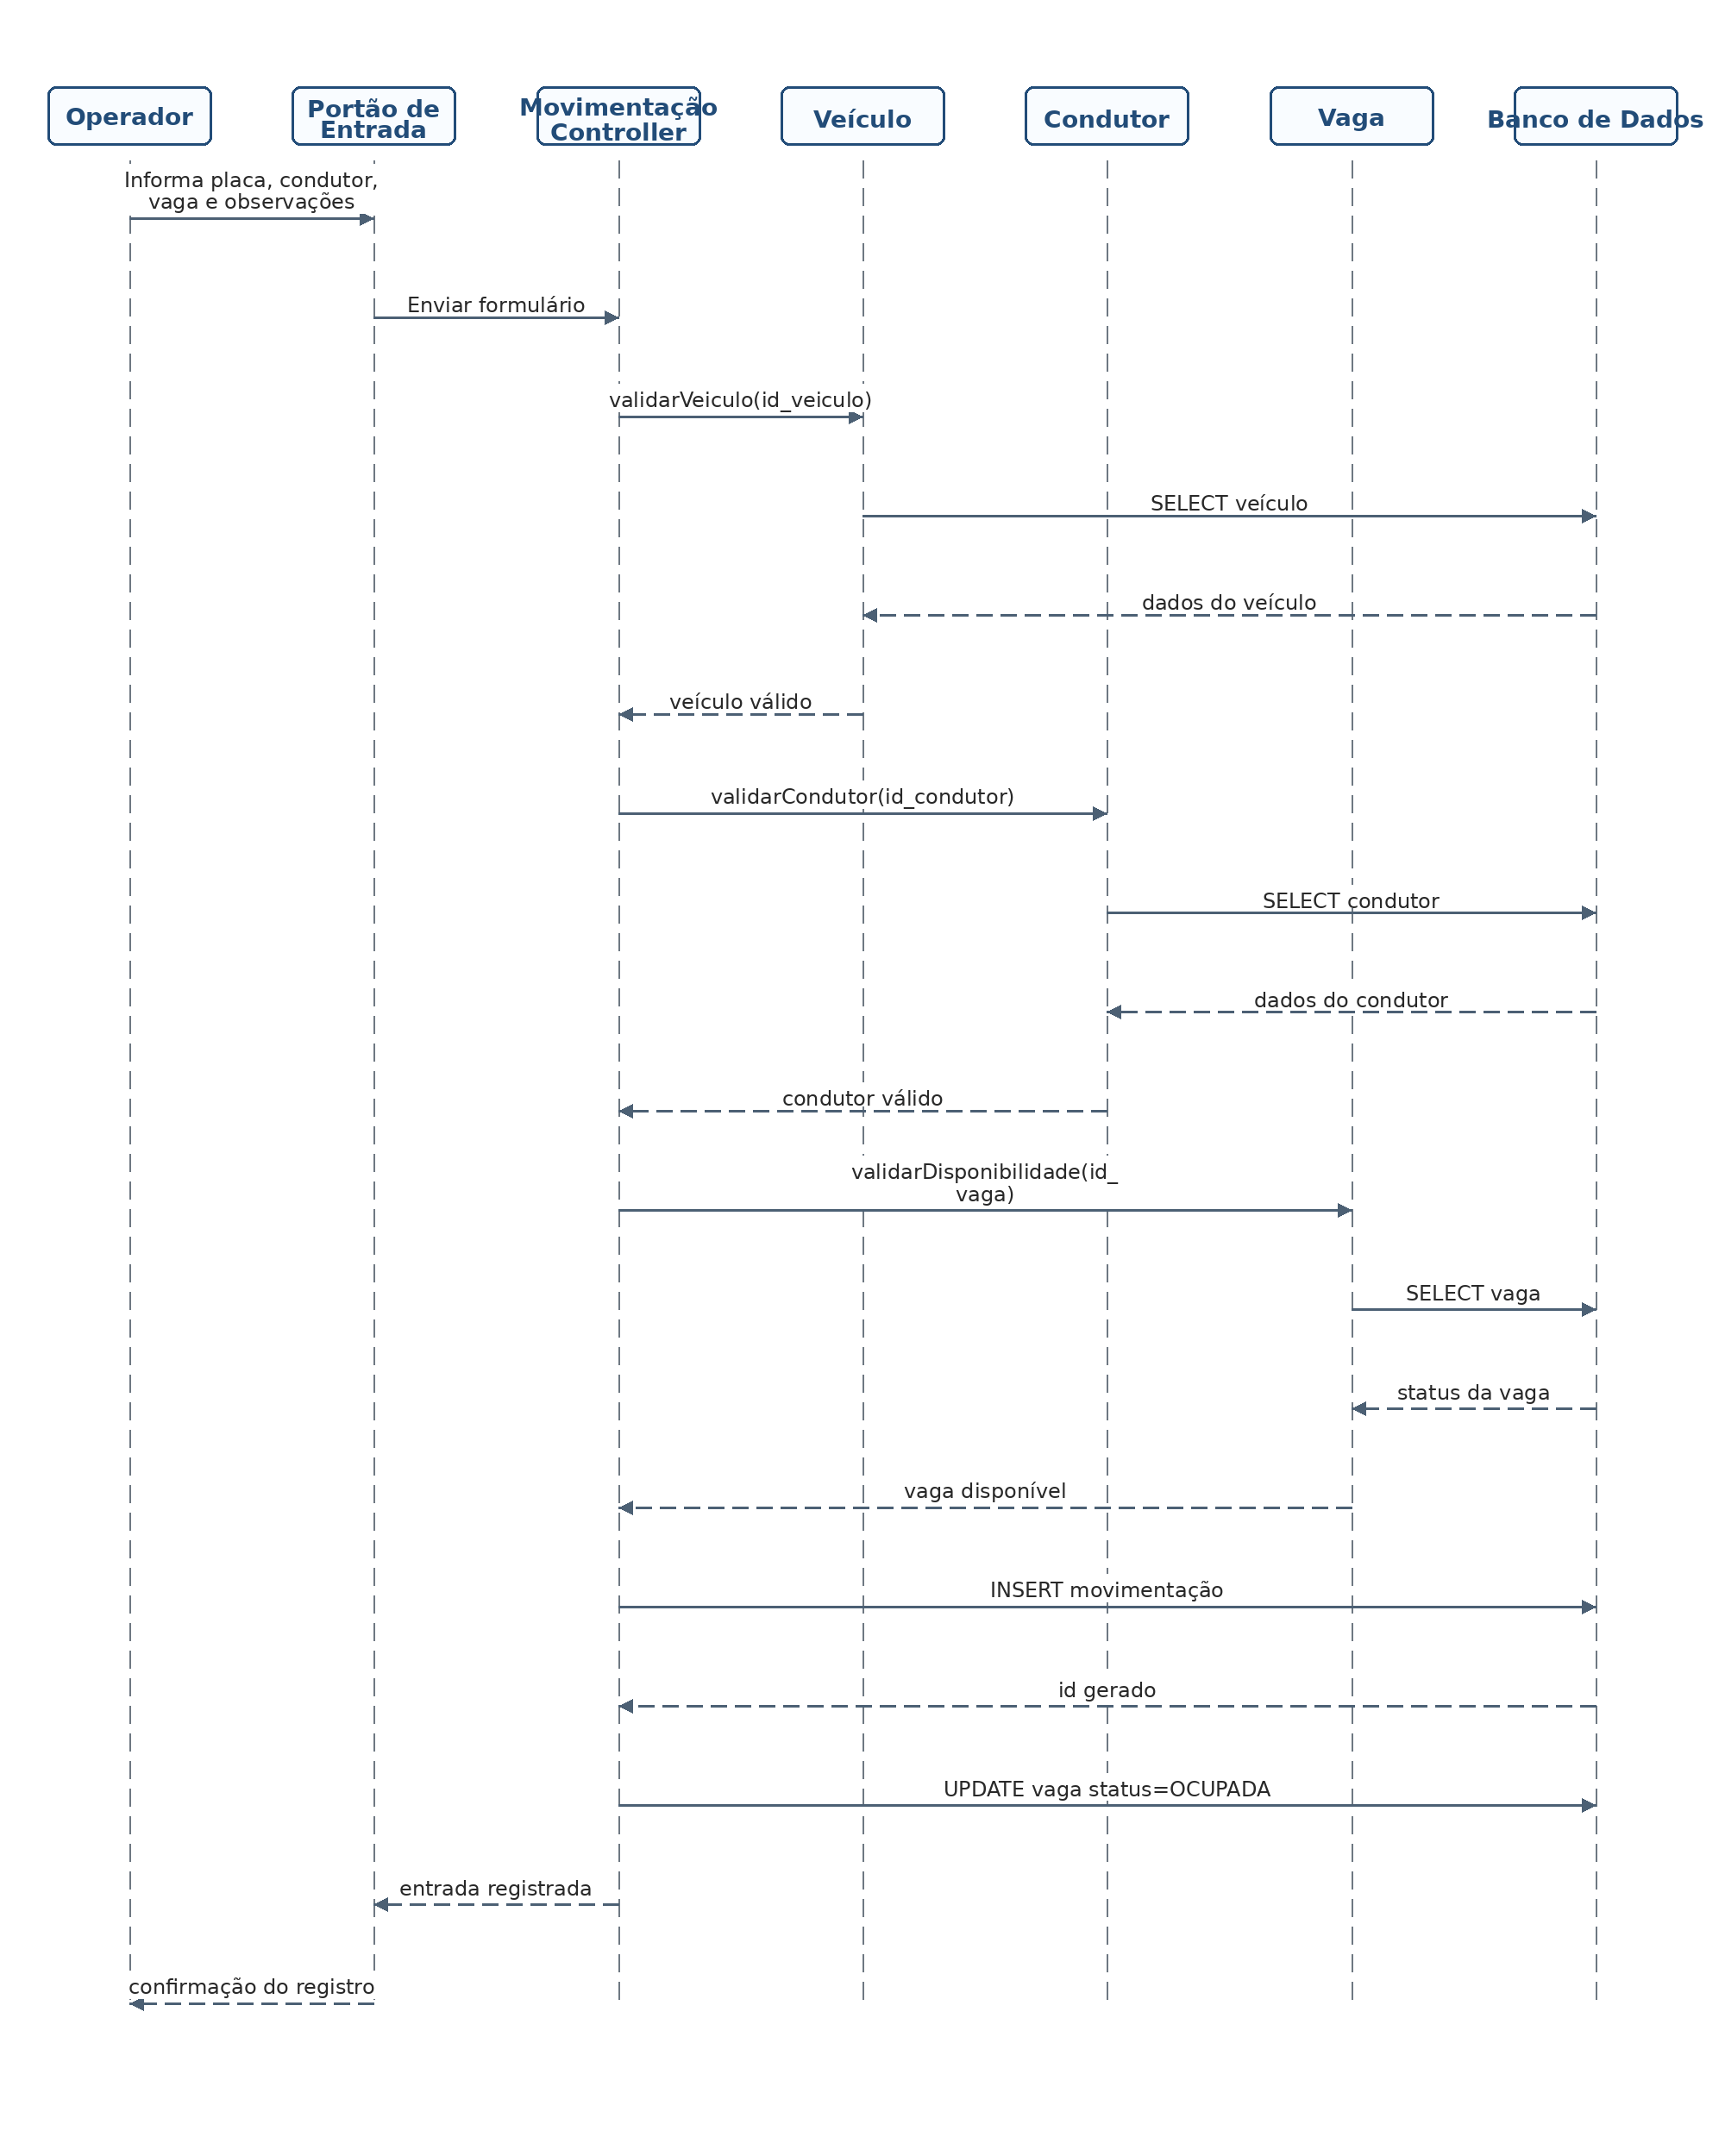 Operador
Portão de
Entrada
Movimentação
Controller
Veículo
Condutor
Vaga
Banco de Dados
Informa placa, condutor,
vaga e observações
Enviar formulário
validarVeiculo(id_veiculo)
SELECT veículo
dados do veículo
veículo válido
validarCondutor(id_condutor)
SELECT condutor
dados do condutor
condutor válido
validarDisponibilidade(id_
vaga)
SELECT vaga
status da vaga
vaga disponível
INSERT movimentação
id gerado
UPDATE vaga status=OCUPADA
entrada registrada
confirmação do registro